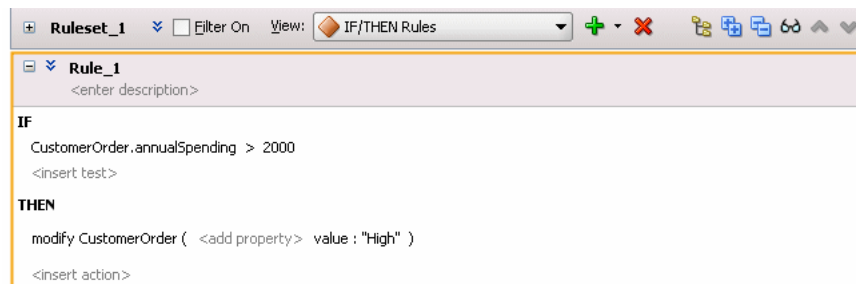 Ruleset_1 Filter On View: IF/THEN Rules
Rule_1
<enter description>
IF
CustomerOrder.annualSpending > 2000
<insert test>
THEN
modify CustomerOrder ( <add property> value : "High" )
<insert action>